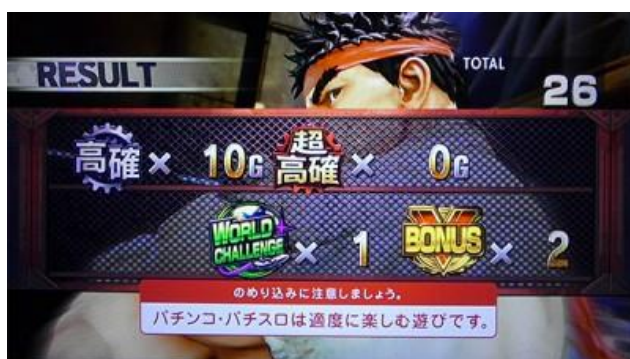 RESULT
TOTAL
26
高確 × 10G 超高確 × 0G
WORLD CHALLENGE × 1 BONUS × 2
のめり込みに注意しましょう。
パチンコ・パチスロは適度に楽しむ遊びです。